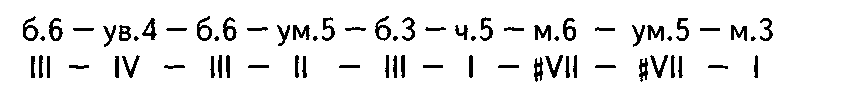 б.6 – ув.4 – б.6 – ум.5 – б.3 – ч.5 – м.6 – ум.5 – м.3
III – IV – III – II – III – I – ♯VII – ♯VII – I